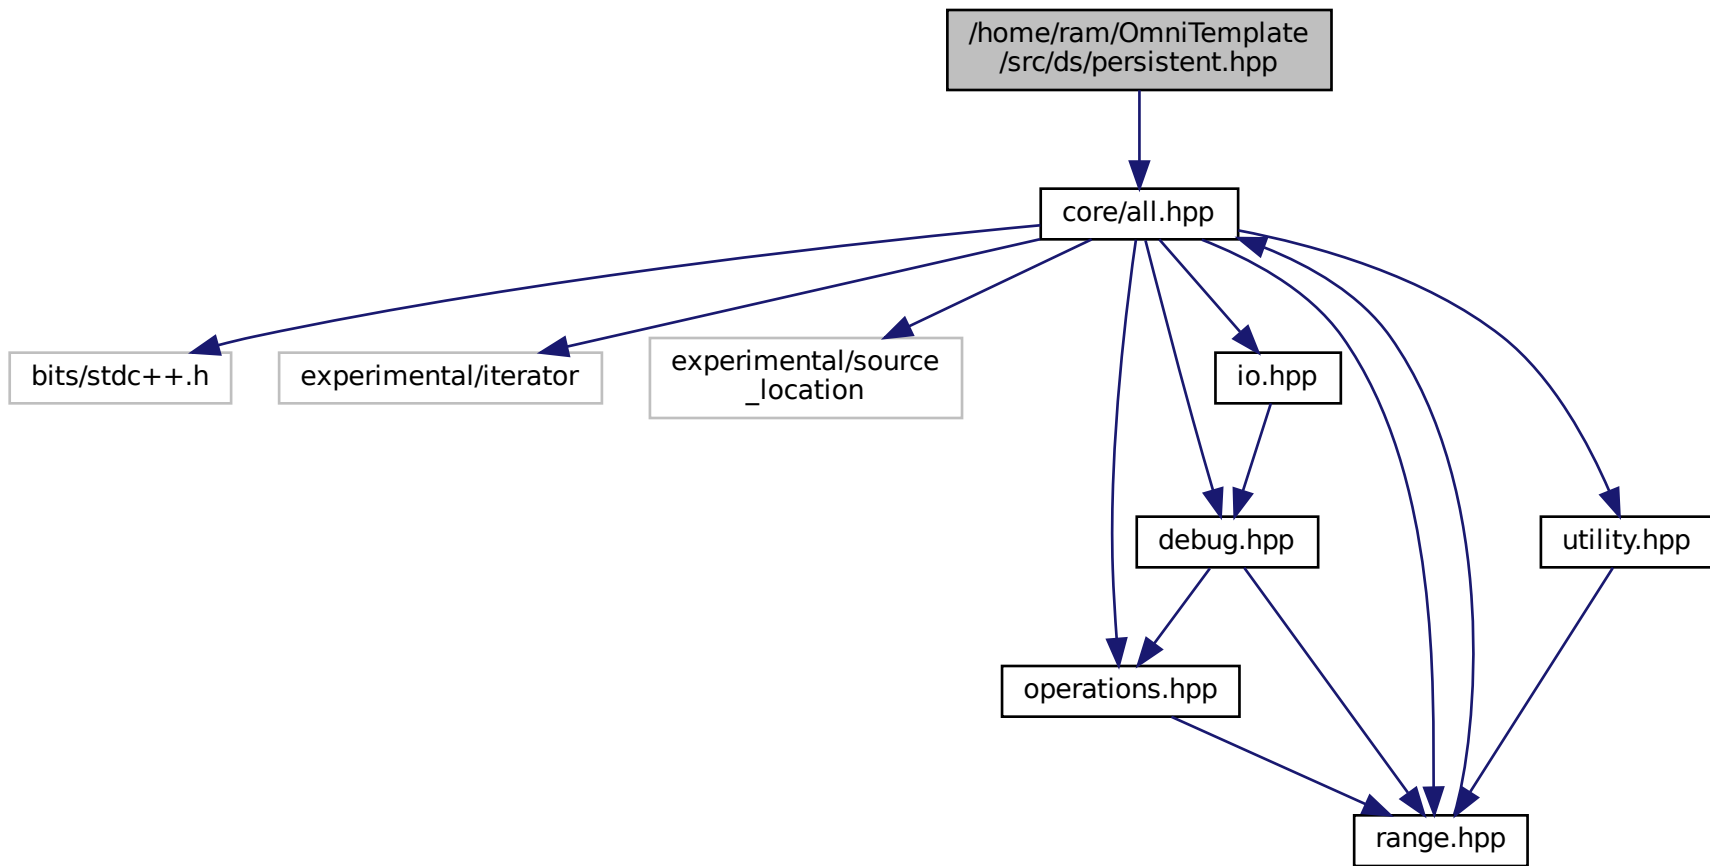 /home/ram/OmniTemplate
/src/ds/persistent.hpp
core/all.hpp
bits/stdc++.h
experimental/iterator
experimental/source
_location
io.hpp
debug.hpp
utility.hpp
operations.hpp
range.hpp